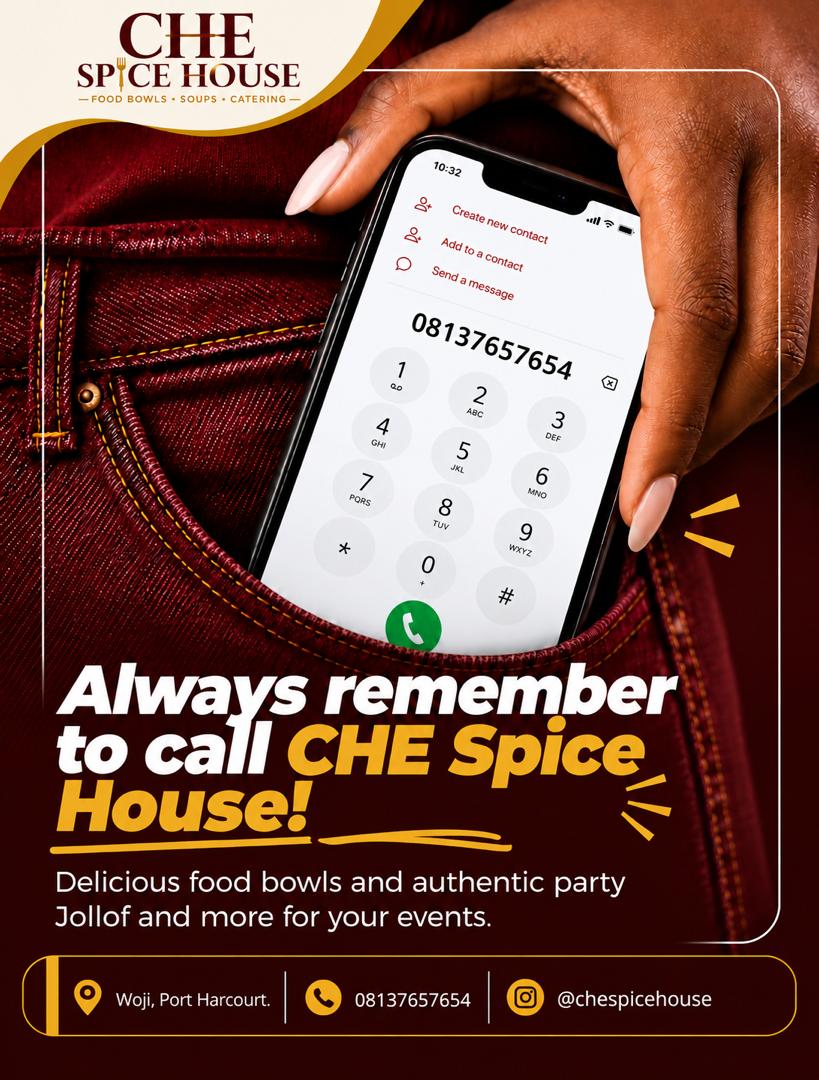 CHE
SPICE HOUSE
FOOD BOWLS • SOUPS • CATERING
10:32
Create new contact
Add to a contact
Send a message
08137657654
1
2
ABC
3
DEF
4
GHI
5
JKL
6
MNO
7
PQRS
8
TUV
9
WXYZ
*
0
+
#
Always remember
to call CHE Spice
House!
Delicious food bowls and authentic party
Jollof and more for your events.
Woji, Port Harcourt.
08137657654
@chespicehouse